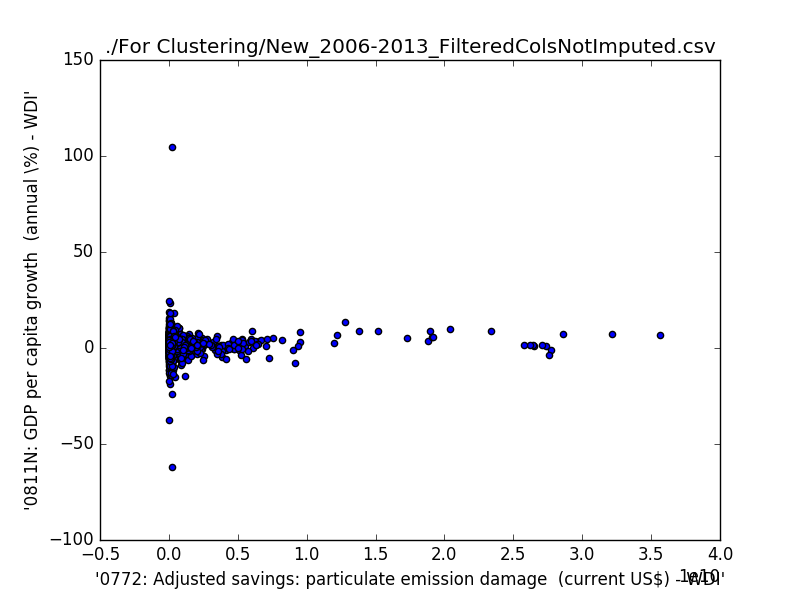 ./For Clustering/New_2006-2013_FilteredColsNotImputed.csv
150
100
50
0
−50
−100
'0811N: GDP per capita growth  (annual \%) - WDI'
−0.5 0.0 0.5 1.0 1.5 2.0 2.5 3.0 3.5 4.0
1e10
'0772: Adjusted savings: particulate emission damage  (current US$) - WDI'